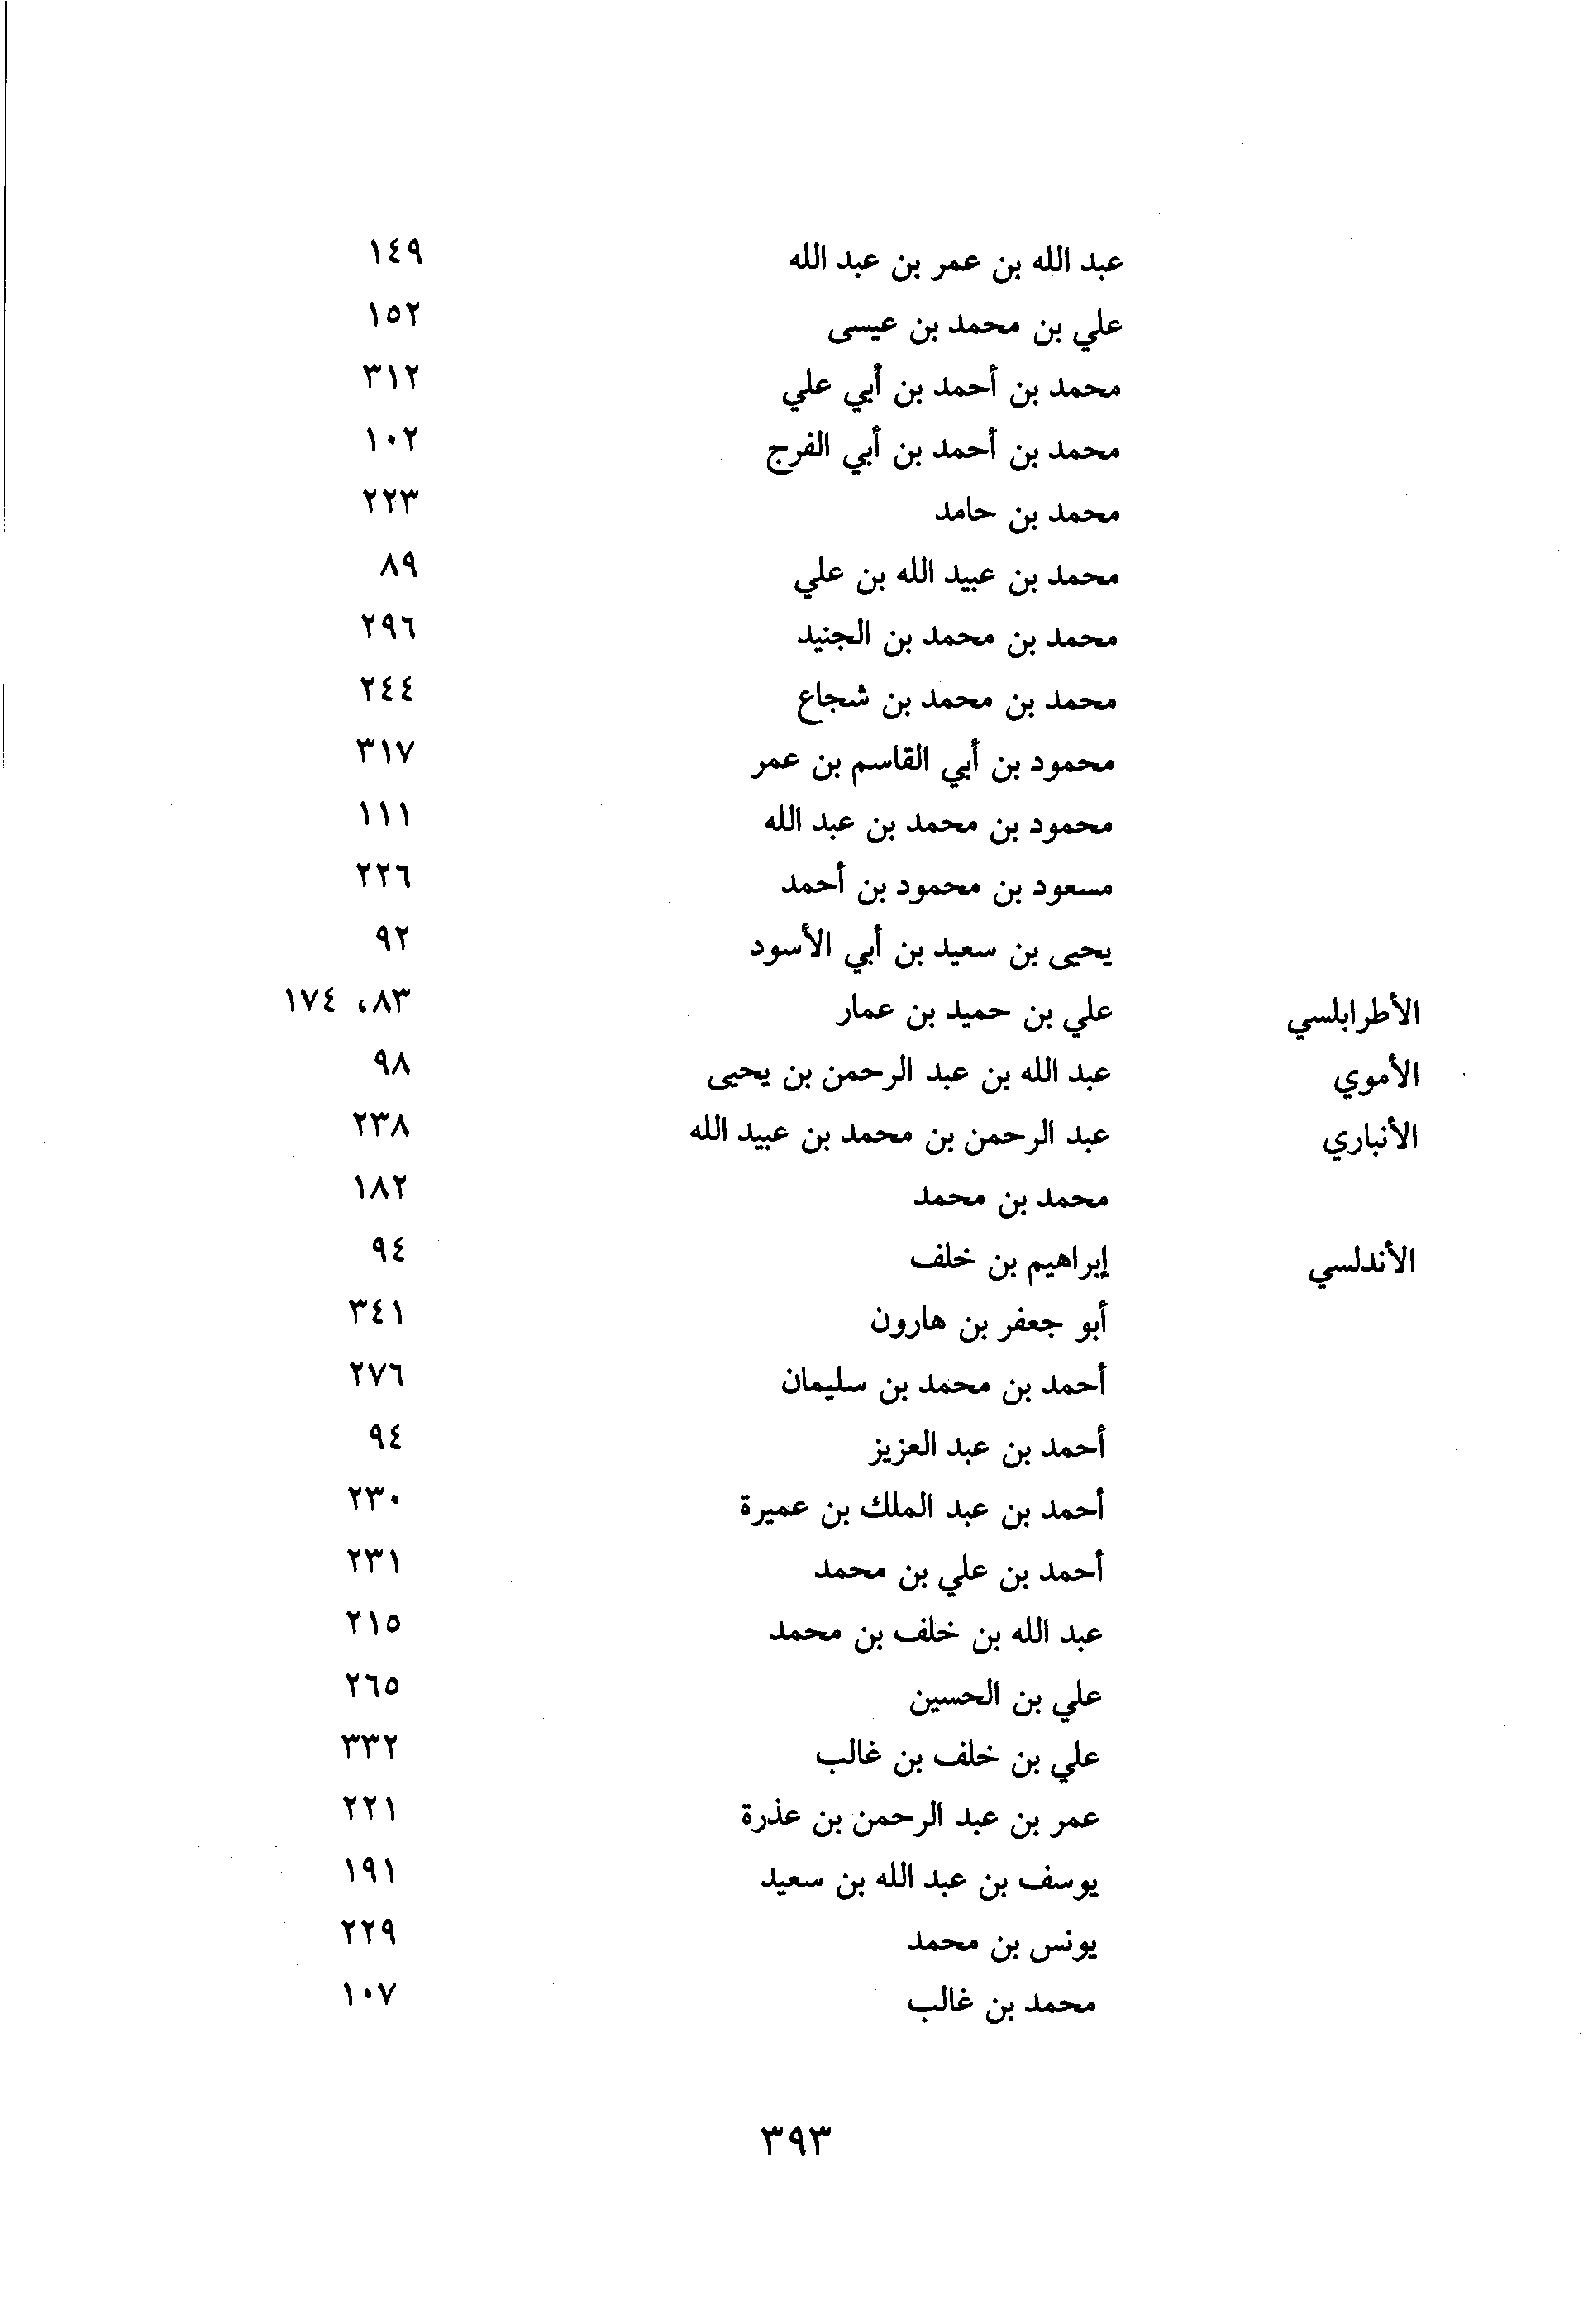 عبد الله بن عمر بن عبد الله ١٤٩
علي بن محمد بن عيسى ١٥٢
محمد بن أحمد بن أبي علي ٣١٢
محمد بن أحمد بن أبي الفرج ١٠٢
محمد بن حامد ٢٢٣
محمد بن عبيد الله بن علي ٨٩
محمد بن محمد بن الجنيد ٢٩٦
محمد بن محمد بن شجاع ٢٤٤
محمود بن أبي القاسم بن عمر ٣١٧
محمود بن محمد بن عبد الله ١١١
مسعود بن محمود بن أحمد ٢٢٦
يحيى بن سعيد بن أبي الأسود ٩٢
الأطرابلسي علي بن حميد بن عمار ٨٣، ١٧٤
الأموي عبد الله بن عبد الرحمن بن يحيى ٩٨
الأنباري عبد الرحمن بن محمد بن عبيد الله ٢٣٨
محمد بن محمد ١٨٢
الأندلسي إبراهيم بن خلف ٩٤
أبو جعفر بن هارون ٣٤١
أحمد بن محمد بن سليمان ٢٧٦
أحمد بن عبد العزيز ٩٤
أحمد بن عبد الملك بن عميرة ٢٣٠
أحمد بن علي بن محمد ٢٣١
عبد الله بن خلف بن محمد ٢١٥
علي بن الحسين ٢٦٥
علي بن خلف بن غالب ٣٣٢
عمر بن عبد الرحمن بن عذرة ٢٢١
يوسف بن عبد الله بن سعيد ١٩١
يونس بن محمد ٢٢٩
محمد بن غالب ١٠٧
٣٩٣